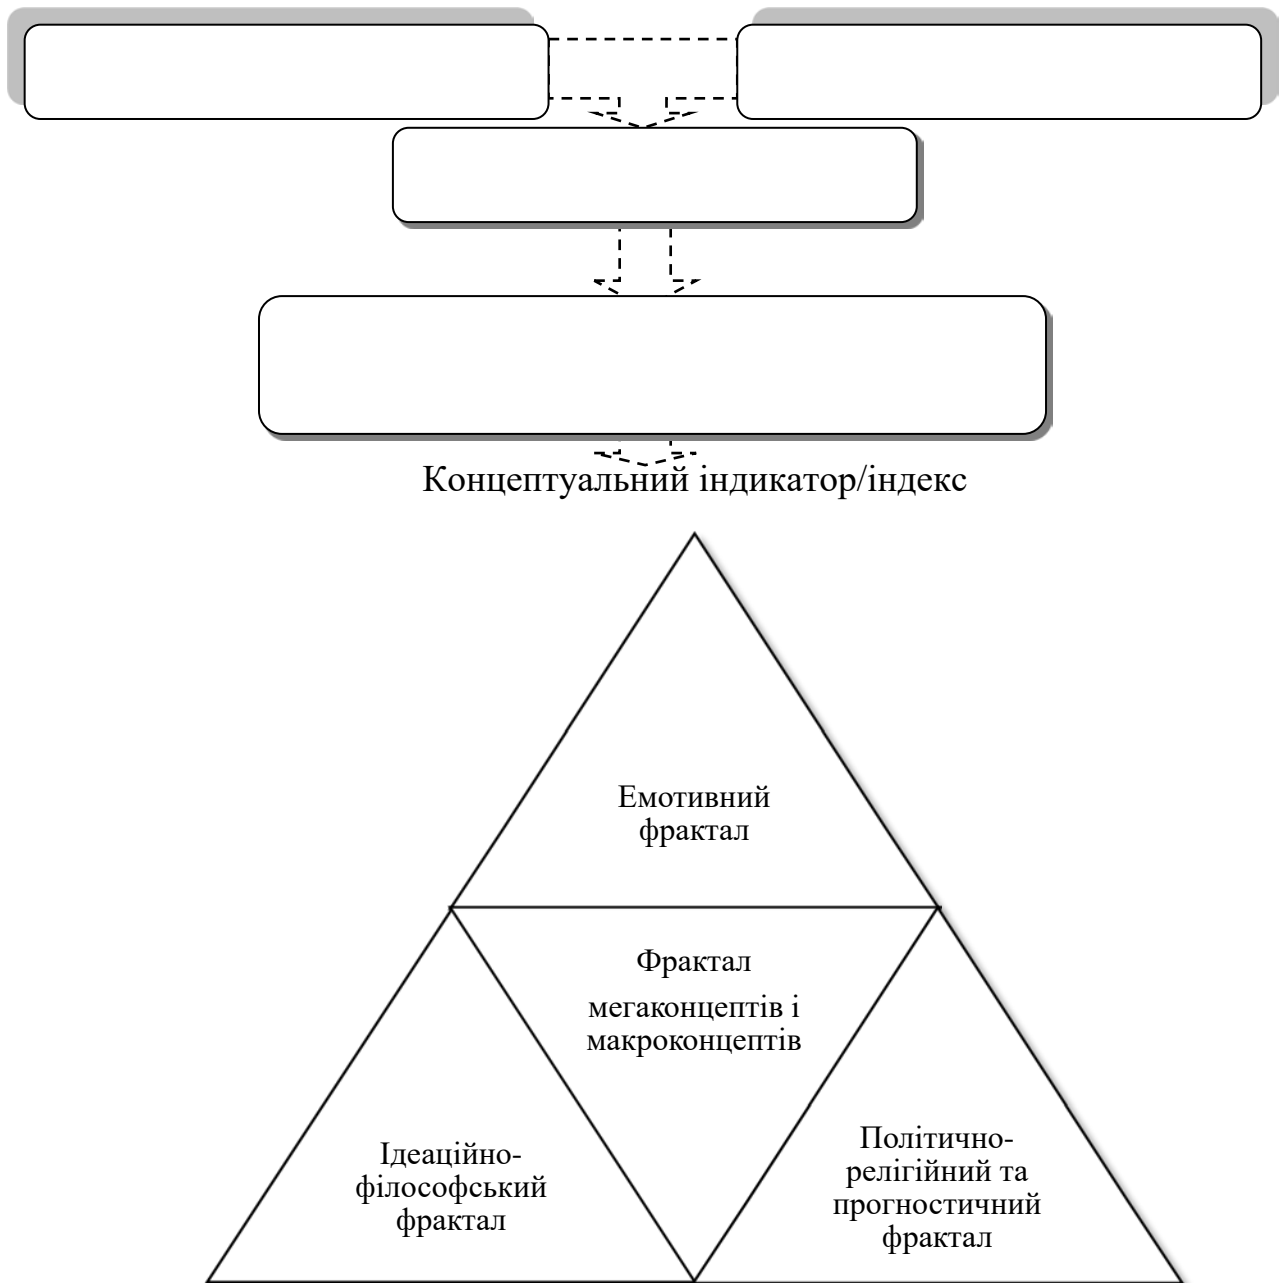 Концептуальний індикатор/індекс
Емотивний
фрактал
Фрактал
мегаконцептів і
макроконцептів
Ідеаційно-
філософський
фрактал
Політично-
релігійний та
прогностичний
фрактал